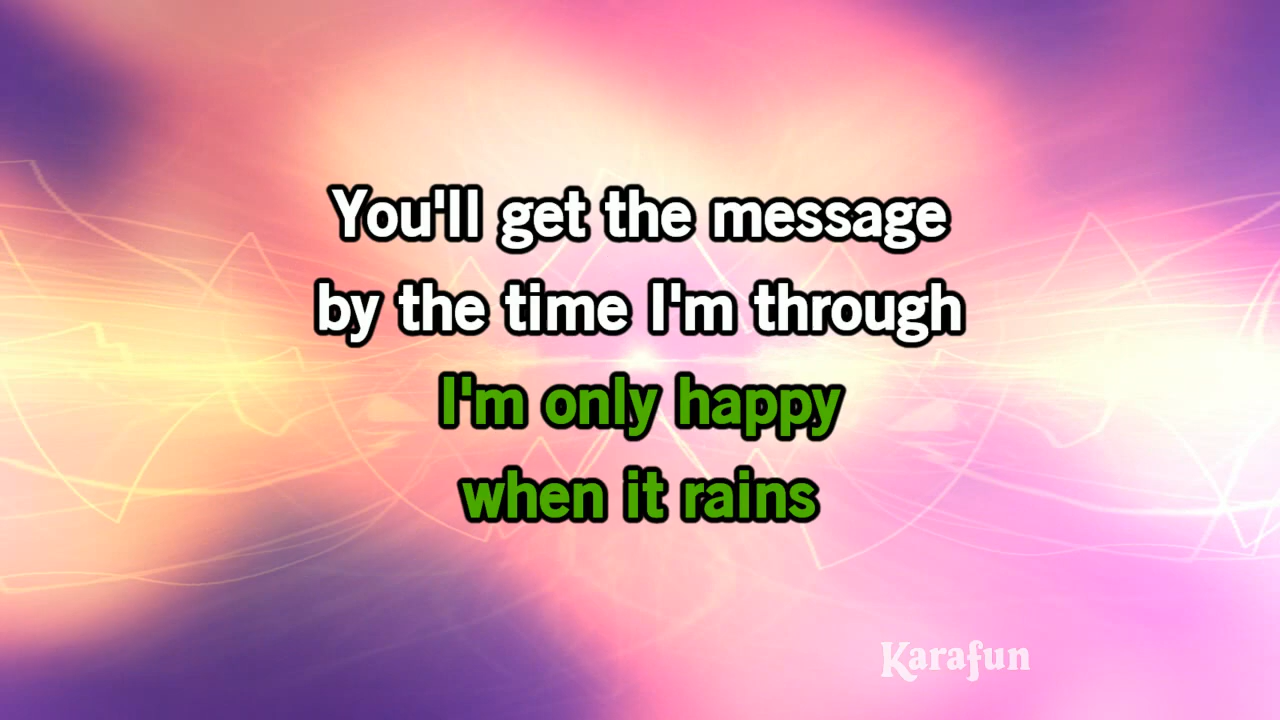 You'll get the message
by the time I'm through
I'm only happy
when it rains
Karafun